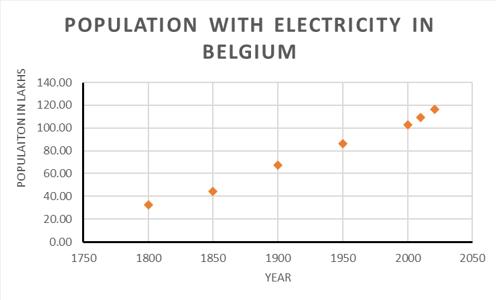 POPULATION WITH ELECTRICITY IN
BELGIUM
POPULAITON IN LAKHS
140.00
120.00
100.00
80.00
60.00
40.00
20.00
0.00
1750 1800 1850 1900 1950 2000 2050
YEAR